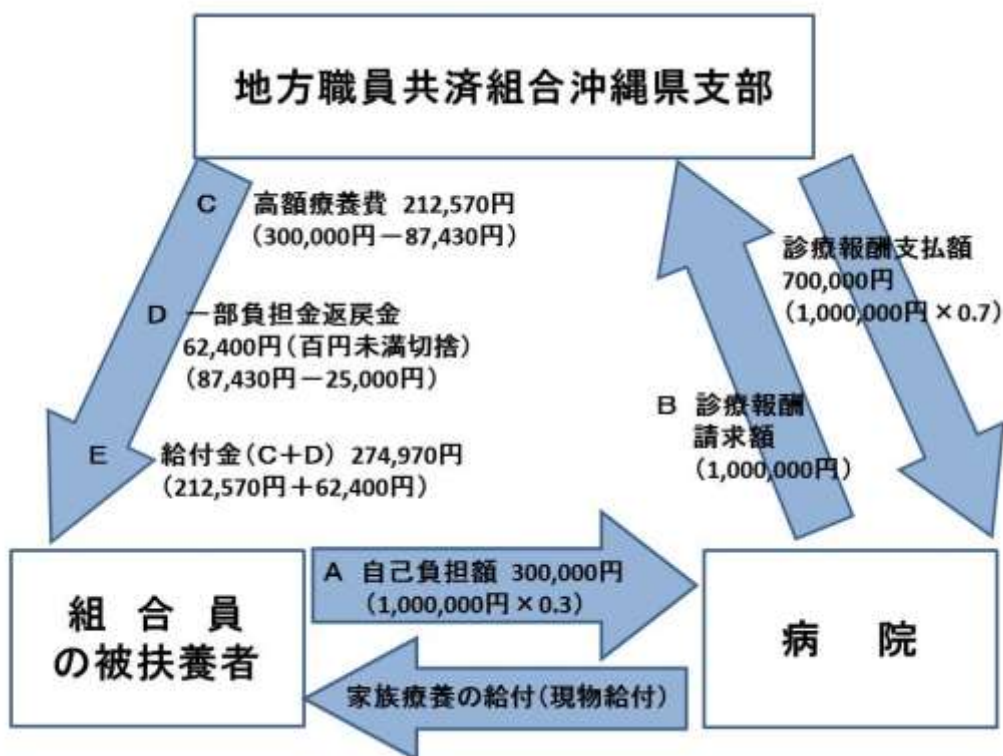 地方職員共済組合沖縄県支部
C 高額療養費 212,570円
(300,000円－87,430円)
D 一部負担金返戻金
62,400円(百円未満切捨)
(87,430円－25,000円)
E 給付金(C+D) 274,970円
(212,570円＋62,400円)
診療報酬支払額
700,000円
(1,000,000円×0.7)
B 診療報酬
請求額
(1,000,000円)
A 自己負担額 300,000円
(1,000,000円×0.3)
家族療養の給付(現物給付)
組合員
の被扶養者
病院